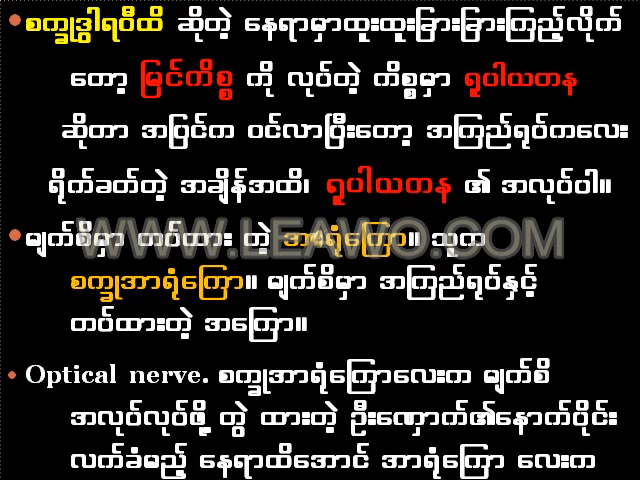 စက္ခုဒွါရဝီထိ ဆိုတဲ့ နေရာမှာထူးထူးခြားခြားကြည့်လိုက်
တော့ မြင်ကိစ္စ ကို လုပ်တဲ့ ကိစ္စမှာ ရူပါယတန
ဆိုတာ အပြင်က ဝင်လာပြီးတော့ အကြည်ရုပ်ကလေး
ရိုက်ခတ်တဲ့ အချိန်အထိ၊ ရူပါယတန ၏ အလုပ်ပါ။
မျက်စိမှာ တပ်ထား တဲ့ အာရုံကြော။ သူက
WWW.LEAWO.COM
စက္ခုအာရုံကြော။ မျက်စိမှာ အကြည်ရုပ်နှင့်
တပ်ထားတဲ့ အကြော။
Optical nerve. စက္ခုအာရုံကြောလေးက မျက်စိ
အလုပ်လုပ်ဖို့ တွဲ ထားတဲ့ ဦးနှောက်၏နောက်ပိုင်း
လက်ခံမည့် နေရာထိအောင် အာရုံကြော လေးက